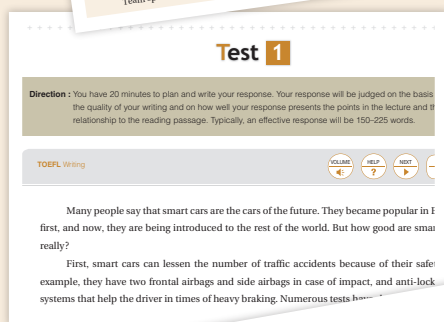 Test 1
Direction : You have 20 minutes to plan and write your response. Your response will be judged on the basis
the quality of your writing and on how well your response presents the points in the lecture and
relationship to the reading passage. Typically, an effective response will be 150–225 words.
TOEFL Writing
VOLUME HELP ? NEXT
Many people say that smart cars are the cars of the future. They became popular in
first, and now, they are being introduced to the rest of the world. But how good are
really?
First, smart cars can lessen the number of traffic accidents because of their
example, they have two frontal airbags and side airbags in case of impact, and
systems that help the driver in times of heavy braking. Numerous tests